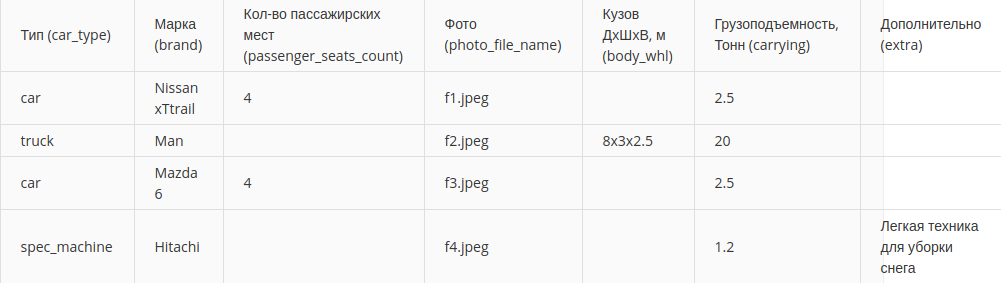 Тип (car_type)
Марка
(brand)
Кол-во пассажирских
мест
(passenger_seats_count)
Фото
(photo_file_name)
Кузов
ДxШxВ, м
(body_whl)
Грузоподъемность,
Тонн (carrying)
Дополнительно
(extra)
car
Nissan
xTtrail
4
f1.jpeg
2.5
truck
Man
f2.jpeg
8x3x2.5
20
car
Mazda
6
4
f3.jpeg
2.5
spec_machine
Hitachi
f4.jpeg
1.2
Легкая техника
для уборки
снега